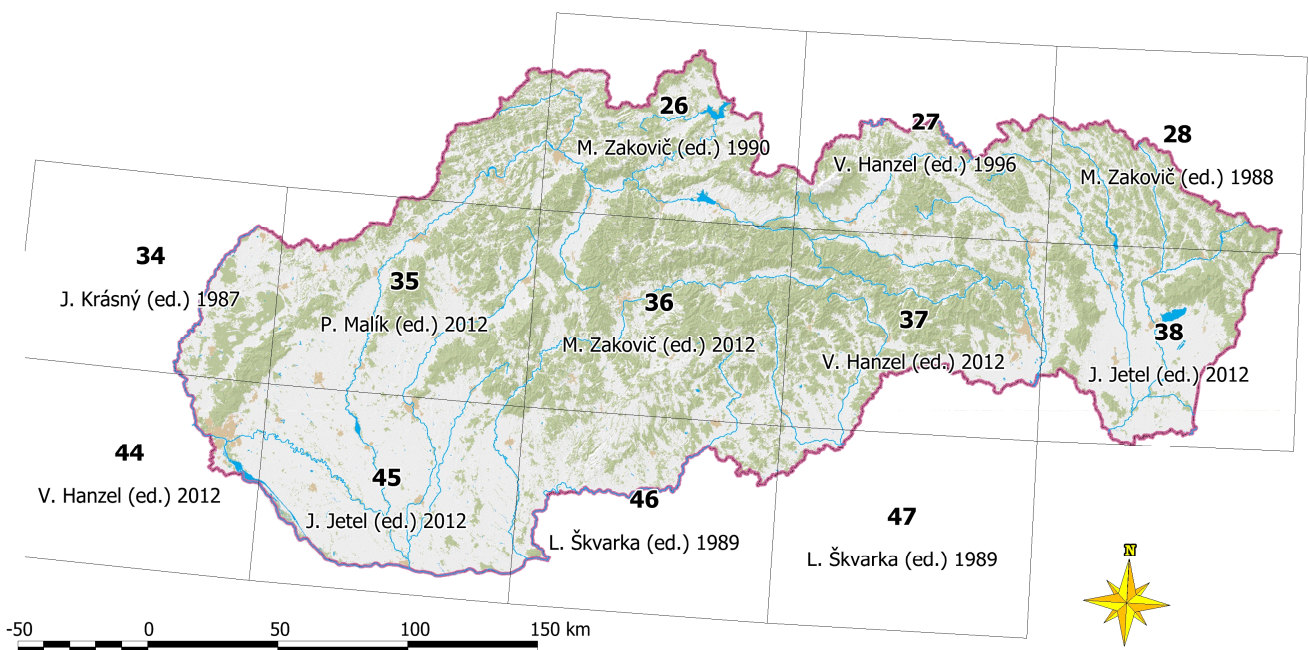 26
M. Zakovič (ed.) 1990
27
V. Hanzel (ed.) 1996
28
M. Zakovič (ed.) 1988
34
J. Krásný (ed.) 1987
35
P. Malík (ed.) 2012
36
M. Zakovič (ed.) 2012
37
V. Hanzel (ed.) 2012
38
J. Jetel (ed.) 2012
44
V. Hanzel (ed.) 2012
45
J. Jetel (ed.) 2012
46
L. Škvarka (ed.) 1989
47
L. Škvarka (ed.) 1989
N
-50 0 50 100 150 km